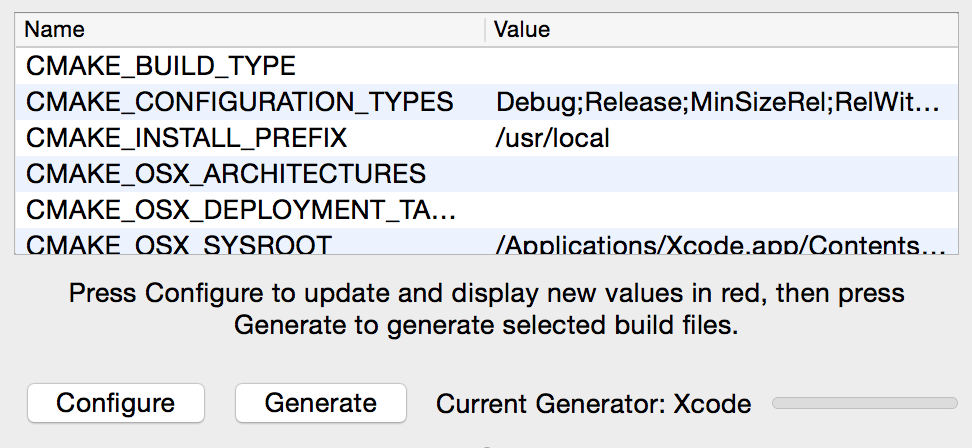 Name Value
CMAKE_BUILD_TYPE
CMAKE_CONFIGURATION_TYPES Debug;Release;MinSizeRel;RelWit...
CMAKE_INSTALL_PREFIX /usr/local
CMAKE_OSX_ARCHITECTURES
CMAKE_OSX_DEPLOYMENT_TA...
CMAKE_OSX_SYSROOT /Applications/Xcode.app/Contents...
Press Configure to update and display new values in red, then press
Generate to generate selected build files.
Configure Generate Current Generator: Xcode